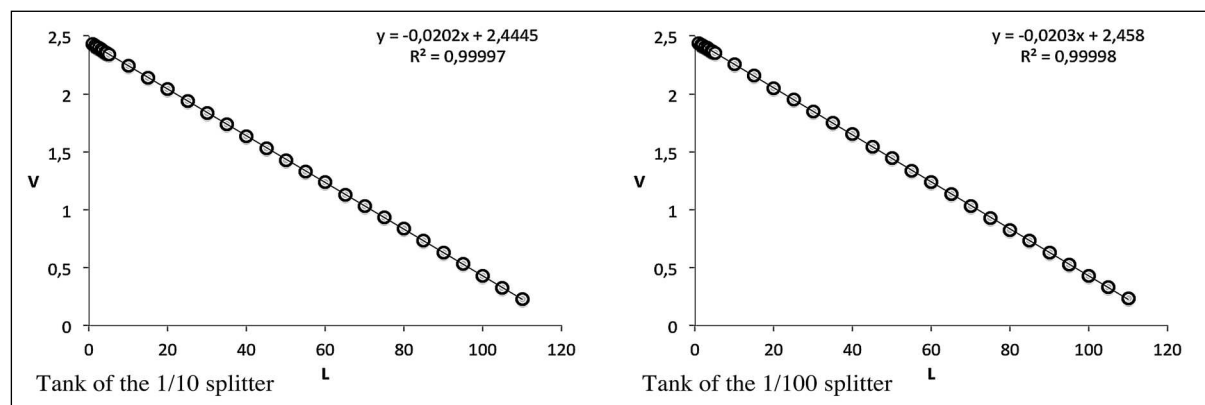 y = -0,0202x + 2,4445
R² = 0,99997
2,5
2
1,5
V
1
0,5
0
0 20 40 60 80 100 120
L
Tank of the 1/10 splitter
y = -0,0203x + 2,458
R² = 0,99998
2,5
2
1,5
V
1
0,5
0
0 20 40 60 80 100 120
L
Tank of the 1/100 splitter